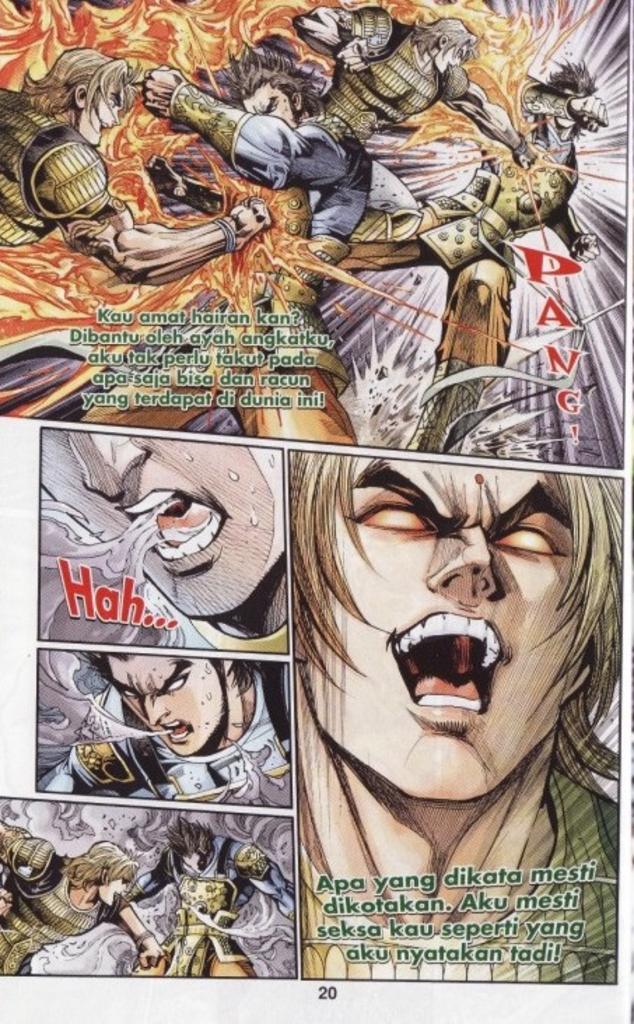 Kau amat hairan kan?
Dibantu oleh ayah angkatku,
aku tak perlu takut pada
apa-saja bisa dan racun
yang terdapat di dunia ini!
PANG!
Hah...
Apa yang dikata mesti
dikotakan. Aku mesti
seksa kau seperti yang
aku nyatakan tadi!
20